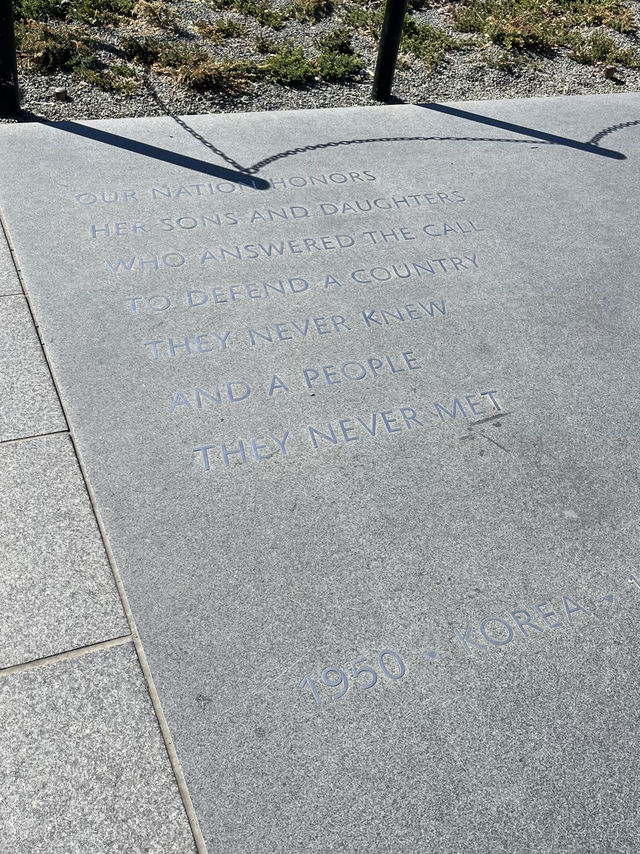 OUR NATION HONORS
HER SONS AND DAUGHTERS
WHO ANSWERED THE CALL
TO DEFEND A COUNTRY
THEY NEVER KNEW
AND A PEOPLE
THEY NEVER MET
1950 • KOREA •